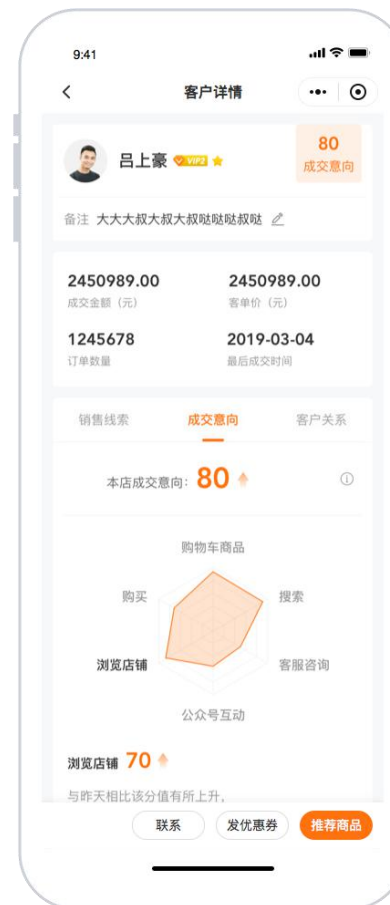 9:41
客户详情
吕上豪 VIP2
80
成交意向
备注 大大大叔大叔大叔哒哒哒叔哒
2450989.00 2450989.00
成交金额（元） 客单价（元）
1245678 2019-03-04
订单数量 最后成交时间
销售线索 成交意向 客户关系
本店成交意向: 80
购物车商品
购买 搜索
浏览店铺 客服咨询
公众号互动
浏览店铺 70
与昨天相比该分值有所上升,
联系 发优惠券 推荐商品